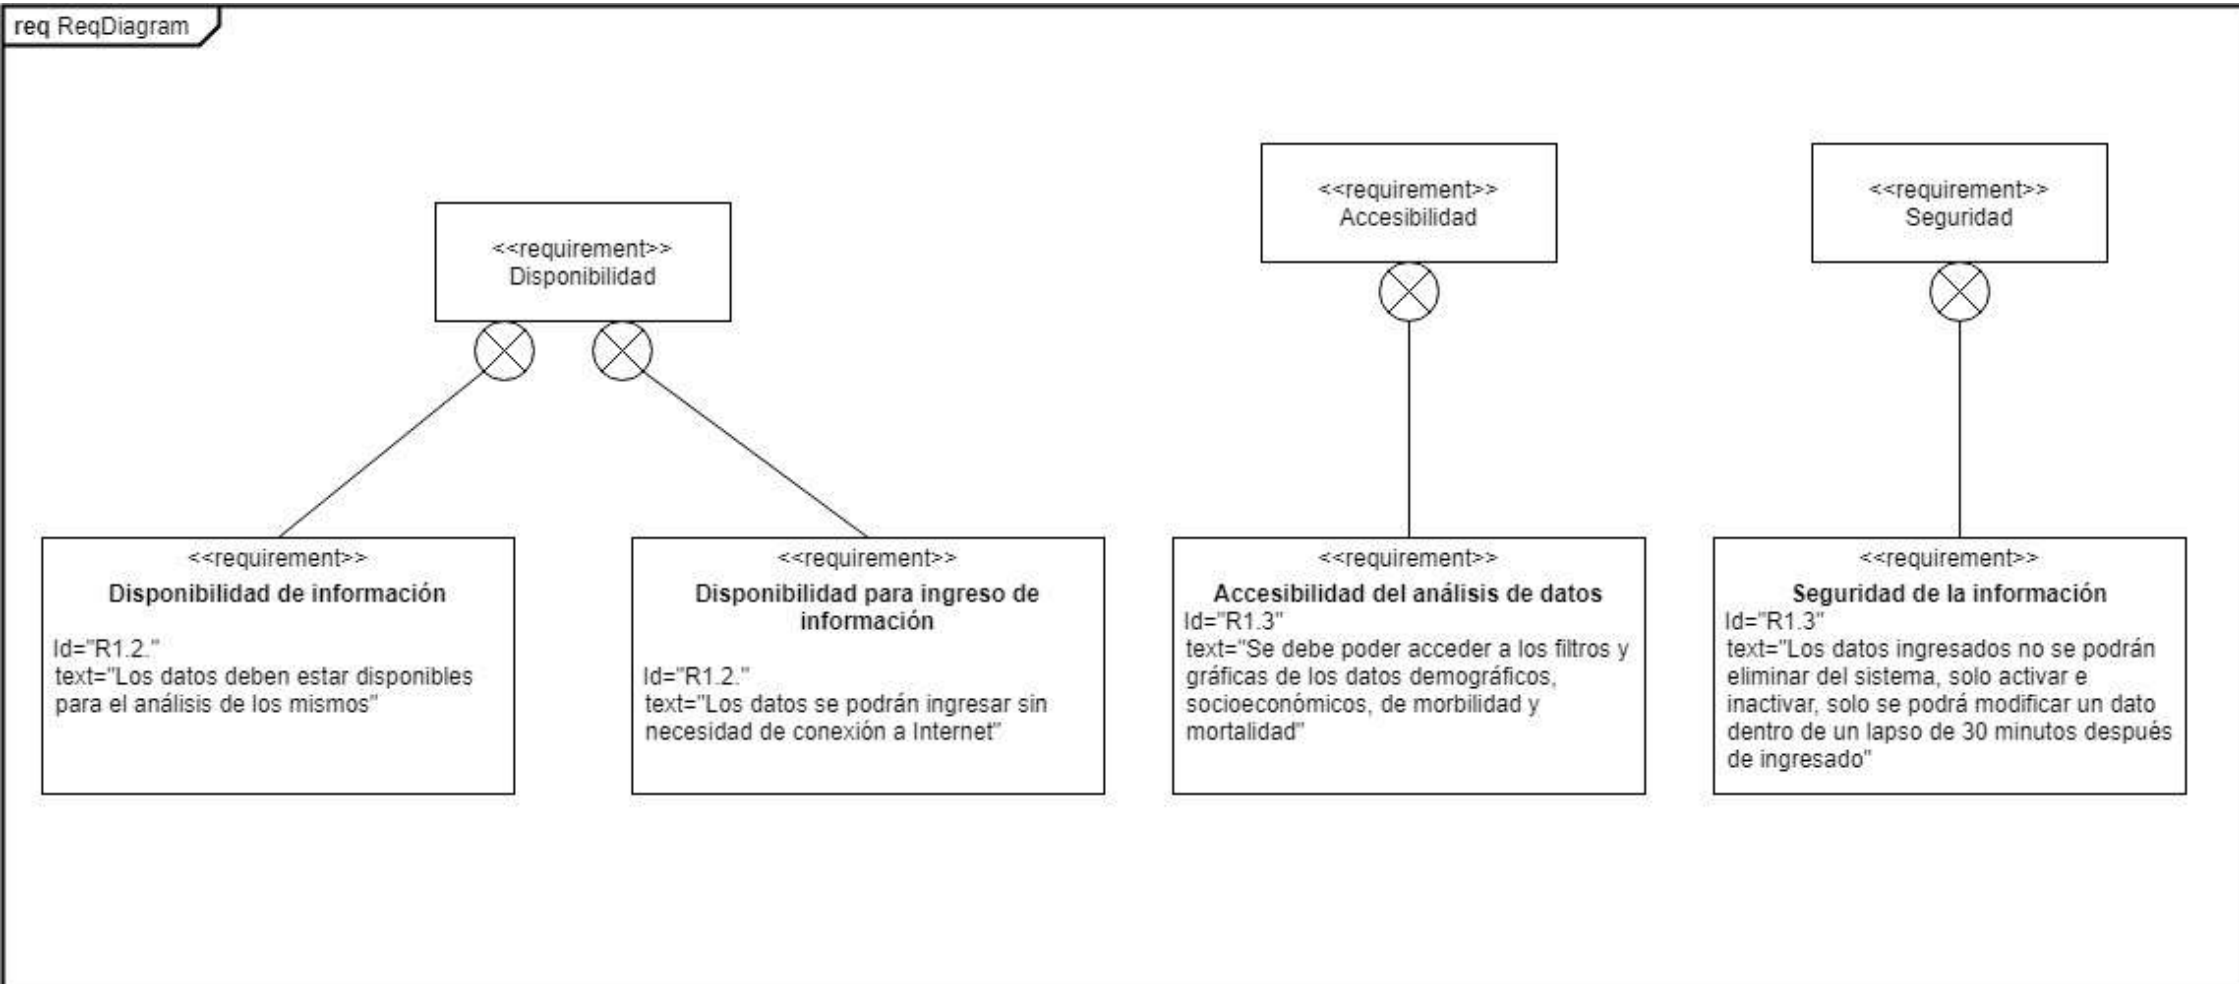 req ReqDiagram
<<requirement>>
Disponibilidad
<<requirement>>
Accesibilidad
<<requirement>>
Seguridad
<<requirement>>
Disponibilidad de información
Id="R1.2."
text="Los datos deben estar disponibles
para el análisis de los mismos"
<<requirement>>
Disponibilidad para ingreso de
información
Id="R1.2."
text="Los datos se podrán ingresar sin
necesidad de conexión a Internet"
<<requirement>>
Accesibilidad del análisis de datos
Id="R1.3"
text="Se debe poder acceder a los filtros y
gráficas de los datos demográficos,
socioeconómicos, de morbilidad y
mortalidad"
<<requirement>>
Seguridad de la información
Id="R1.3"
text="Los datos ingresados no se podrán
eliminar del sistema, solo activar e
inactivar, solo se podrá modificar un dato
dentro de un lapso de 30 minutos después
de ingresado"